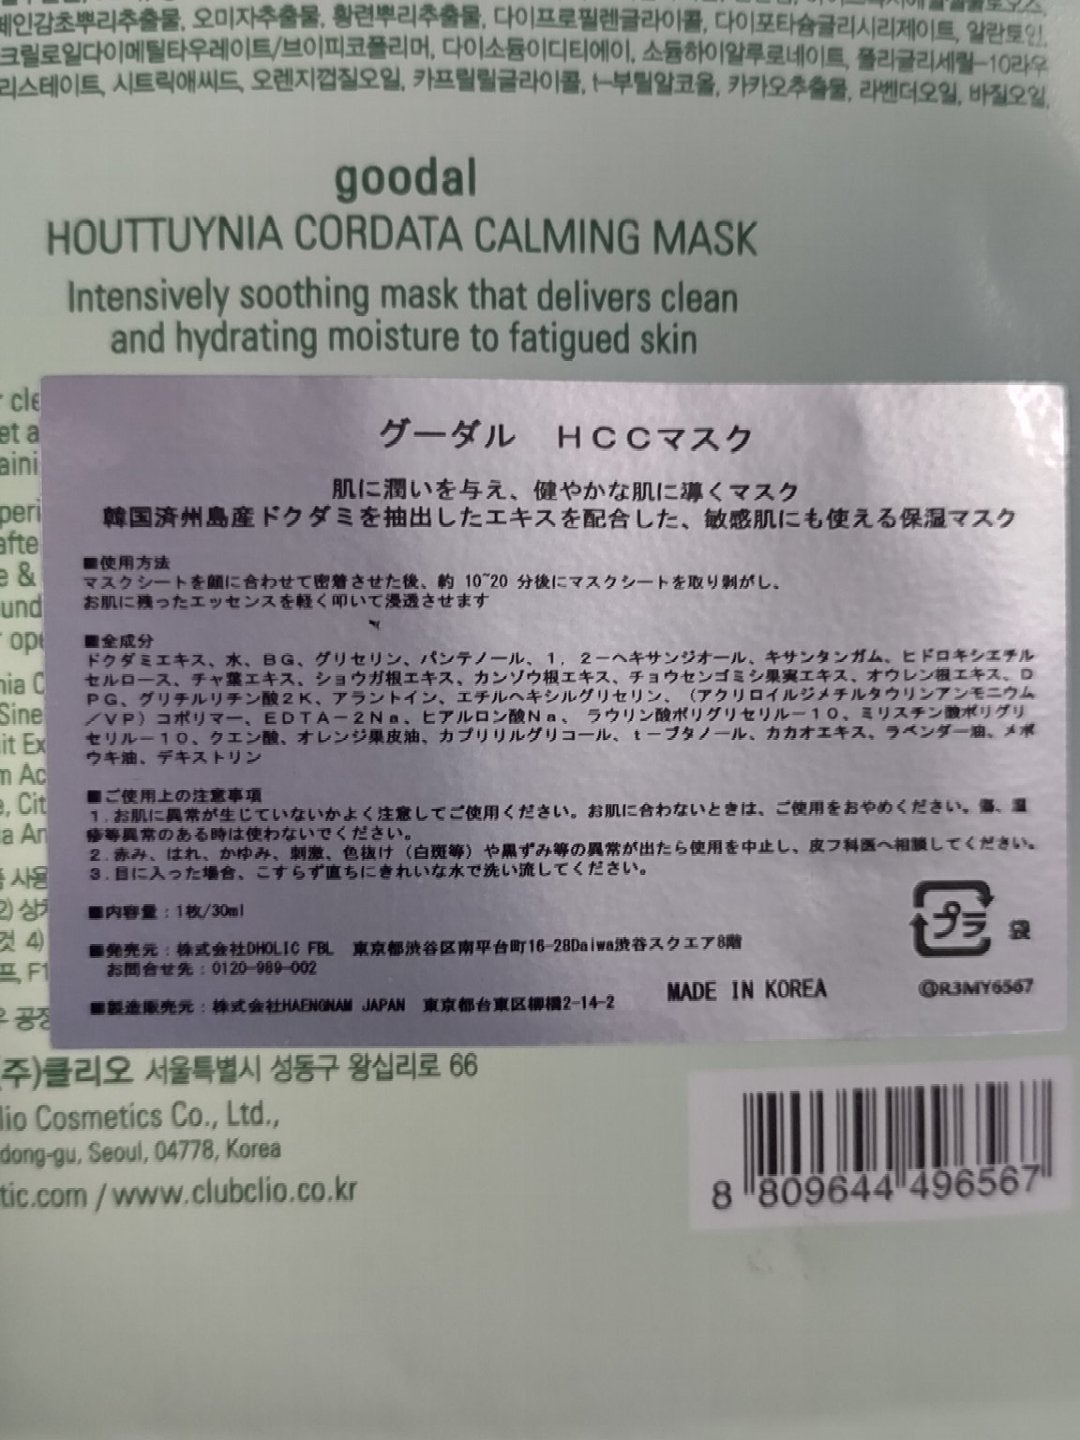 페인감초뿌리추출물, 오미자추출물, 황련뿌리추출물, 다이프로필렌글라이콜, 다이포타슘글리시리제이트, 알란토인,
크릴로일다이메틸타우레이트/브이피코폴리머, 다이소듐이디티에이, 소듐하이알루로네이트, 폴리글리세릴-10라우
리스테이트, 시트릭애씨드, 오렌지껍질오일, 카프릴릴글라이콜, t-부틸알코올, 카카오추출물, 라벤더오일, 바질오일,
goodal
HOUTTUYNIA CORDATA CALMING MASK
Intensively soothing mask that delivers clean
and hydrating moisture to fatigued skin
グーダル HCCマスク
肌に潤いを与え、健やかな肌に導くマスク
韓国済州島産ドクダミを抽出したエキスを配合した、敏感肌にも使える保湿マスク
■使用方法
マスクシートを顔に合わせて密着させた後、約 10~20 分後にマスクシートを取り剥がし、
お肌に残ったエッセンスを軽く叩いて浸透させます
■全成分
ドクダミエキス、水、BG、グリセリン、パンテノール、1，2－ヘキサンジオール、キサンタンガム、ヒドロキシエチル
セルロース、チャ葉エキス、ショウガ根エキス、カンゾウ根エキス、チョウセンゴミシ果実エキス、オウレン根エキス、D
PG、グリチルリチン酸2K、アラントイン、エチルヘキシルグリセリン、（アクリロイルジメチルタウリンアンモニウム
／VP）コポリマー、EDTA－2Na、ヒアルロン酸Na、 ラウリン酸ポリグリセリル－10、ミリスチン酸ポリグリ
セリル－10、クエン酸、オレンジ果皮油、カプリリルグリコール、t－ブタノール、カカオエキス、ラベンダー油、メボ
ウキ油、デキストリン
■ご使用上の注意事項
1.お肌に異常が生じていないかよく注意してご使用ください。お肌に合わないときは、ご使用をおやめください。傷、湿
疹等異常のある時は使わないでください。
2.赤み、はれ、かゆみ、刺激、色抜け（白斑等）や黒ずみ等の異常が出たら使用を中止し、皮フ科医へ相談してください。
3.目に入った場合、こすらず直ちにきれいな水で洗い流してください。
■内容量：1枚/30ml
■発売元：株式会社DHOLIC FBL 東京都渋谷区南平台町16-28Daiwa渋谷スクエア8階
お問合せ先：0120-989-002
■製造販売元：株式会社HAENGNAM JAPAN 東京都台東区柳橋2-14-2
MADE IN KOREA
プラ 袋
@R3MY6567
(주)클리오 서울특별시 성동구 왕십리로 66
lio Cosmetics Co., Ltd.,
dong-gu, Seoul, 04778, Korea
tic.com / www.clubclio.co.kr
8 809644 496567